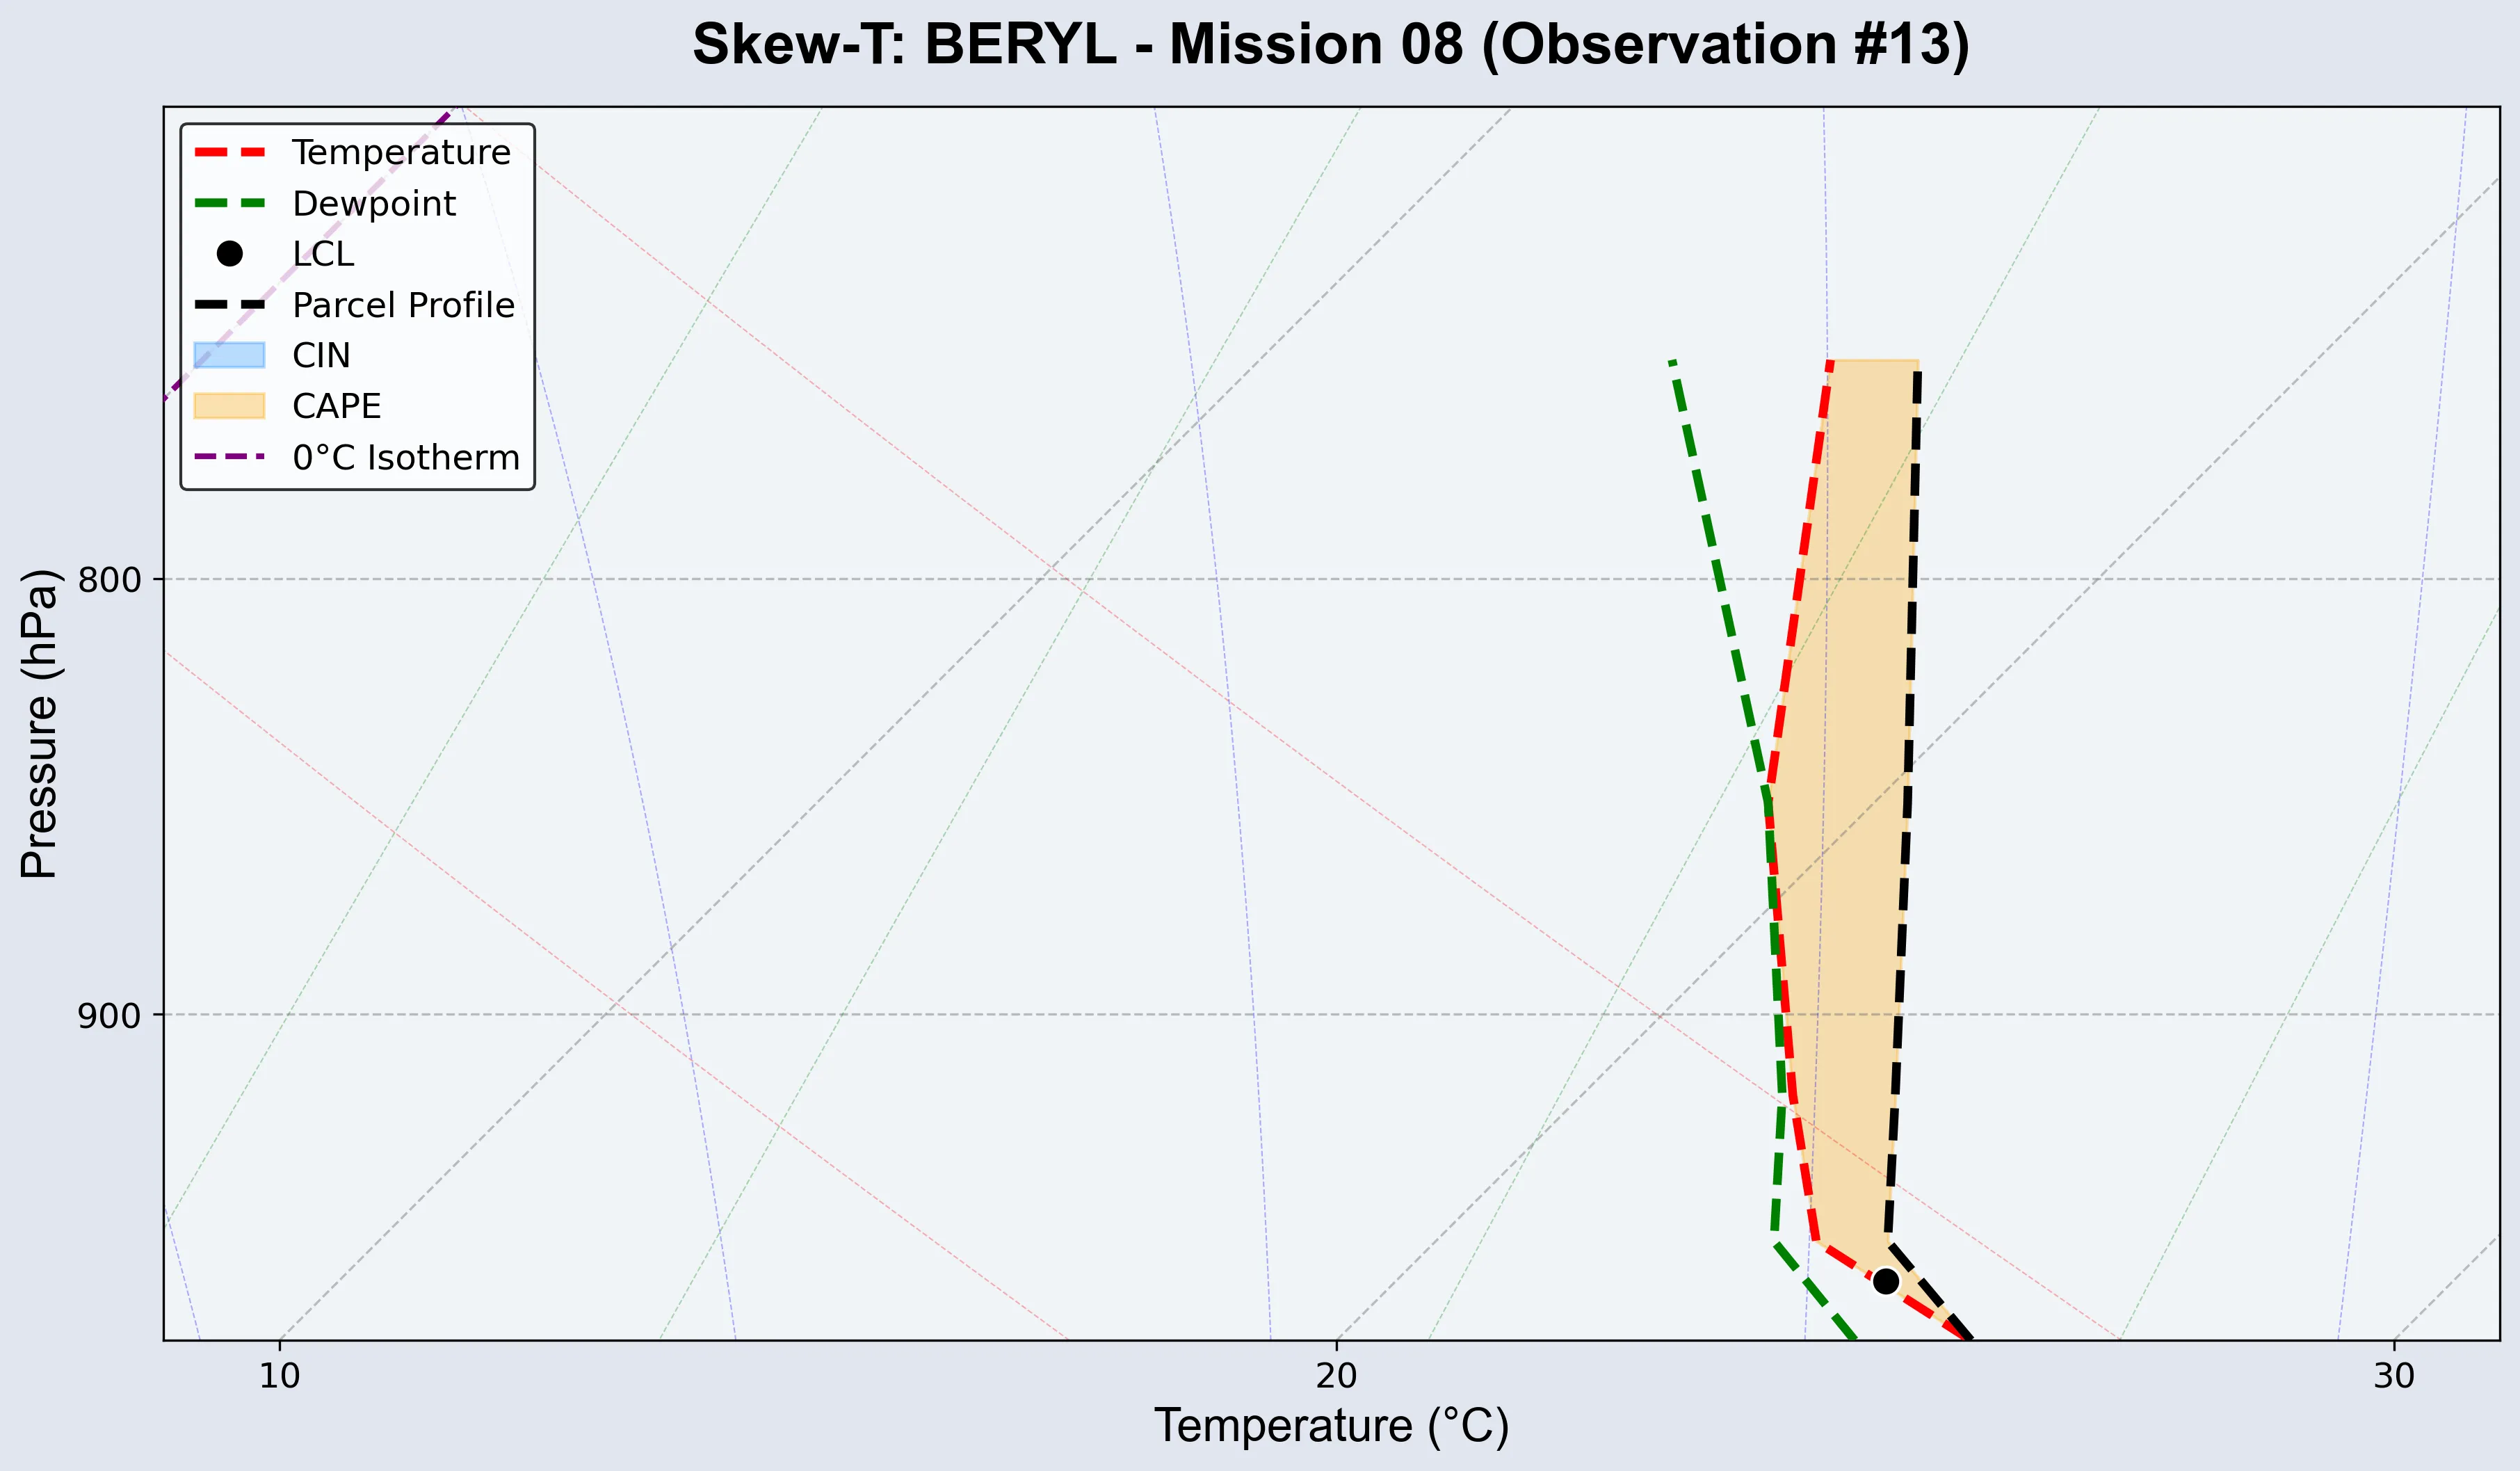 Skew-T: BERYL - Mission 08 (Observation #13)
Temperature
Dewpoint
LCL
Parcel Profile
CIN
CAPE
0°C Isotherm
Pressure (hPa)
800
900
10
20
30
Temperature (°C)